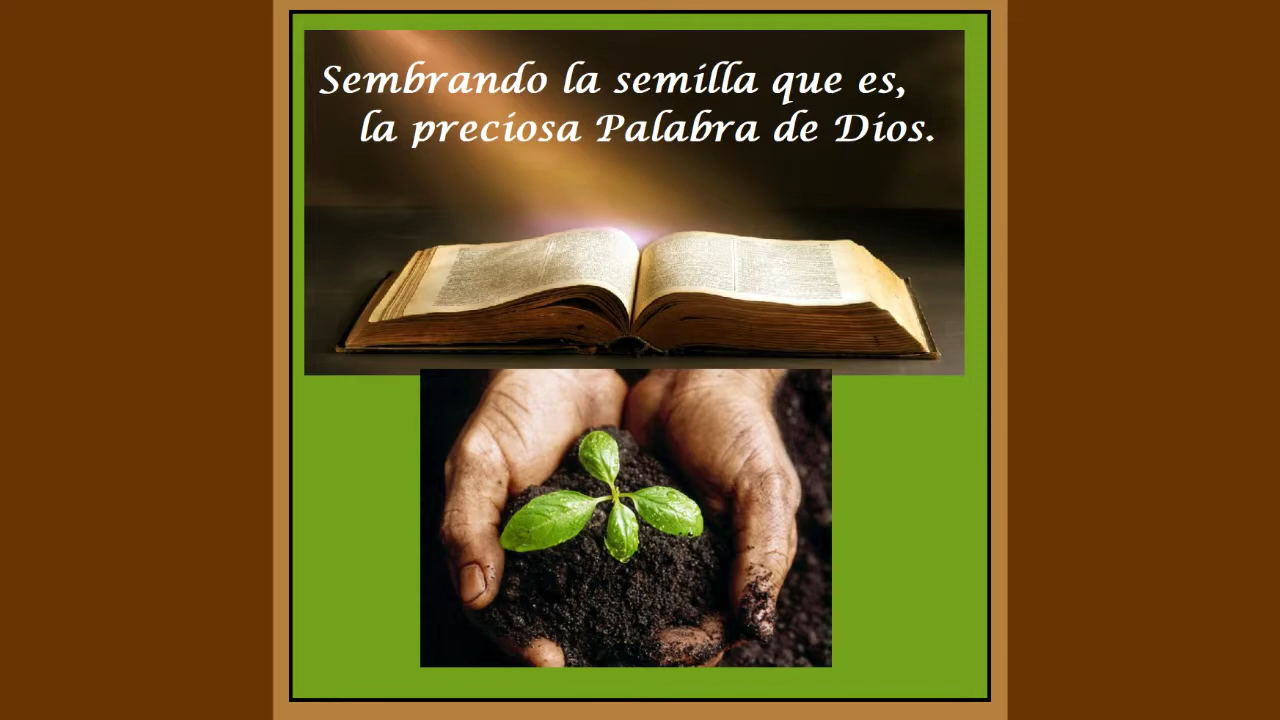 Sembrando la semilla que es,
la preciosa Palabra de Dios.